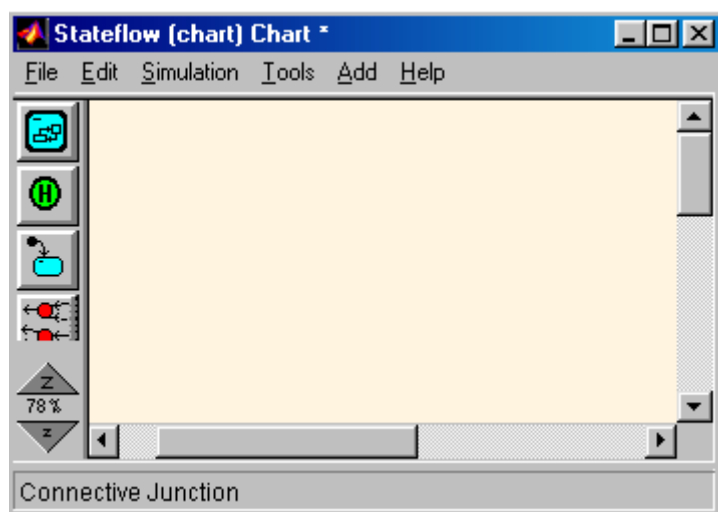 Stateflow (chart) Chart *
File Edit Simulation Tools Add Help
H
Z
78%
z
Connective Junction